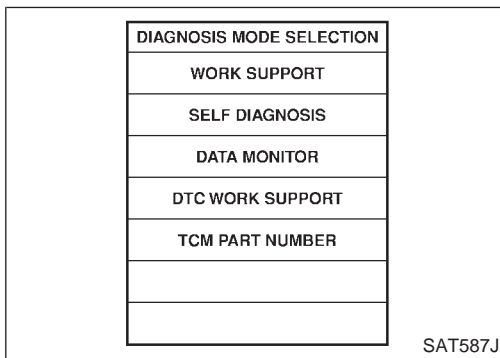 DIAGNOSIS MODE SELECTION
WORK SUPPORT
SELF DIAGNOSIS
DATA MONITOR
DTC WORK SUPPORT
TCM PART NUMBER
SAT587J